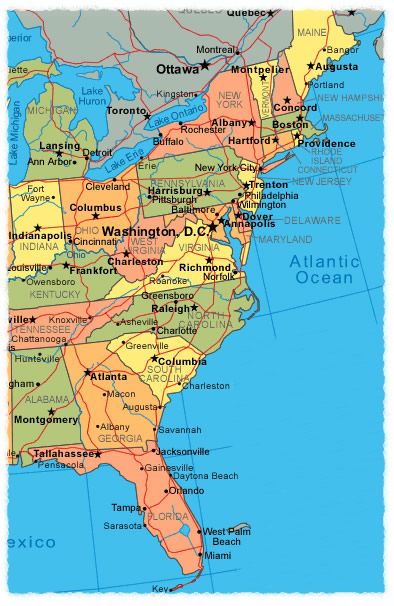 Quebec
MAINE
Montreal
Bangor
erior
Ottawa
Montpelier
Augusta
Portland
Lake
Huron
Kingston
VERMONT
uette
NEW HAMPSHIRE
Lake Michigan
MICHIGAN
Toronto
Lake Ontario
NEW
YORK
Concord
MASSACHUSE
Rochester
Albany
Boston
Lansing
Detroit
Buffalo
Hartford
Providence
Ann Arbor
Lake Erie
Erie
RHODE
ISLAND
CONNECTICUT
New York City
Cleveland
PENNSYLVANIA
NEW JERSEY
Fort
Wayne
Harrisburg
Trenton
Pittsburgh
Philadelphia
Columbus
Baltimore
Wilmington
Dover
DELAWARE
Indianapolis
OHIO
Washington, D.C.
Annapolis
INDIANA
Cincinnati
WEST
VIRGINIA
VIRGINIA
MARYLAND
Ohio
Charleston
Atlantic
Ocean
Louisville
Frankfort
Richmond
Norfolk
Owensboro
Roanoke
KENTUCKY
Greensboro
Raleigh
ville
Knoxville
NORTH
CAROLINA
TENNESSEE
Asheville
Charlotte
Chattanooga
Greenville
Huntsville
Columbia
SOUTH
CAROLINA
gham
Atlanta
Charleston
ALABAMA
Macon
Augusta
Montgomery
Albany
Savannah
GEORGIA
Tallahassee
Jacksonville
Pensacola
Gainesville
Daytona Beach
Orlando
Tampa
FLORIDA
Sarasota
West Palm
Beach
exico
Miami
Key